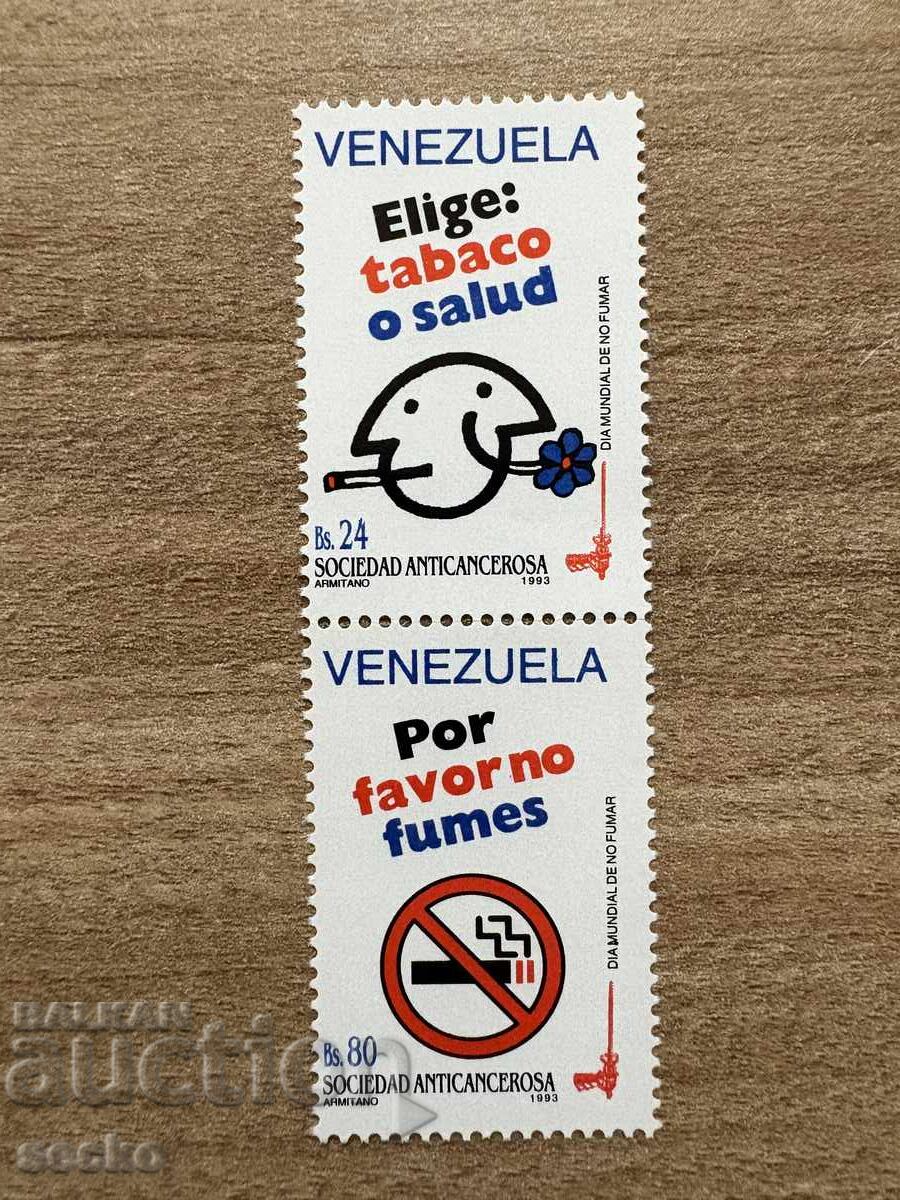 VENEZUELA
Elige:
tabaco
o salud
DIA MUNDIAL DE NO FUMAR
Bs. 24
SOCIEDAD ANTICANCEROSA
ARMITANO 1993
VENEZUELA
Por
favor no
fumes
DIA MUNDIAL DE NO FUMAR
Bs. 80
SOCIEDAD ANTICANCEROSA
ARMITANO 1993
BALKAN
auction
secko